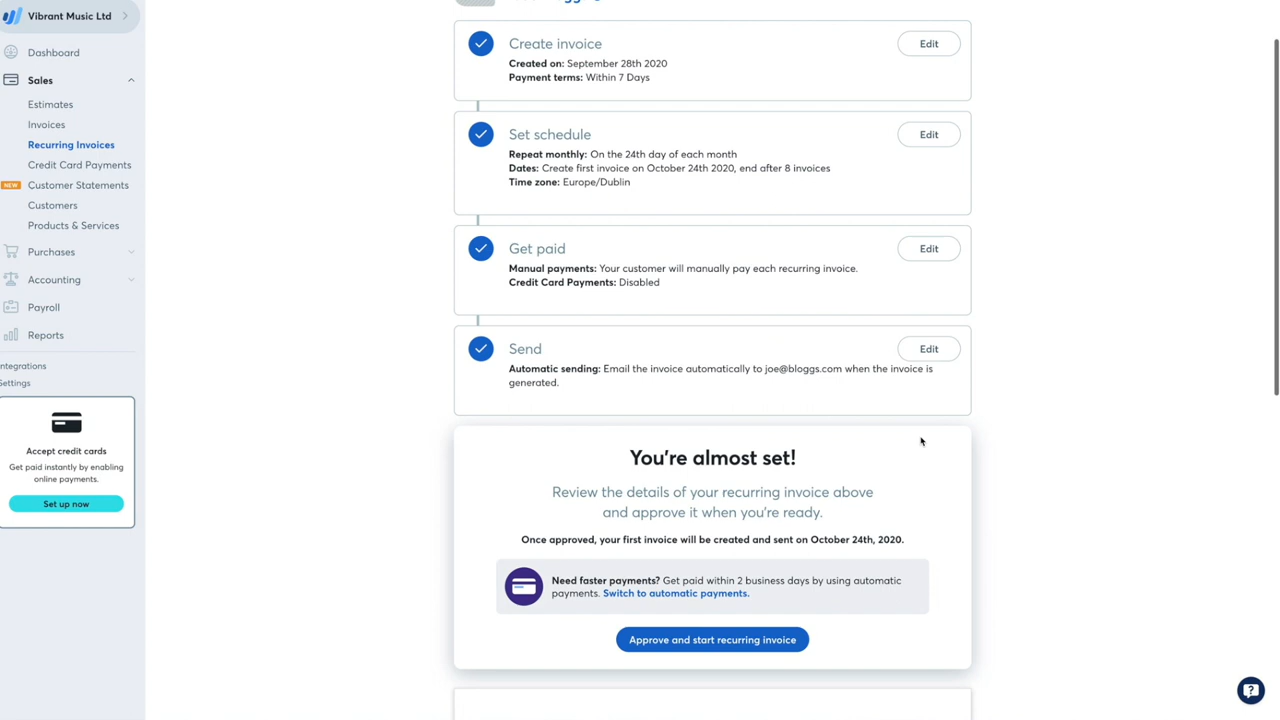 Vibrant Music Ltd
Dashboard
Sales
Estimates
Invoices
Recurring Invoices
Credit Card Payments
NEW Customer Statements
Customers
Products & Services
Purchases
Accounting
Payroll
Reports
ntegrations
Settings
Accept credit cards
Get paid instantly by enabling
online payments.
Set up now
Create invoice
Edit
Created on: September 28th 2020
Payment terms: Within 7 Days
Set schedule
Edit
Repeat monthly: On the 24th day of each month
Dates: Create first invoice on October 24th 2020, end after 8 invoices
Time zone: Europe/Dublin
Get paid
Edit
Manual payments: Your customer will manually pay each recurring invoice.
Credit Card Payments: Disabled
Send
Edit
Automatic sending: Email the invoice automatically to joe@bloggs.com when the invoice is
generated.
You're almost set!
Review the details of your recurring invoice above
and approve it when you're ready.
Once approved, your first invoice will be created and sent on October 24th, 2020.
Need faster payments? Get paid within 2 business days by using automatic
payments. Switch to automatic payments.
Approve and start recurring invoice